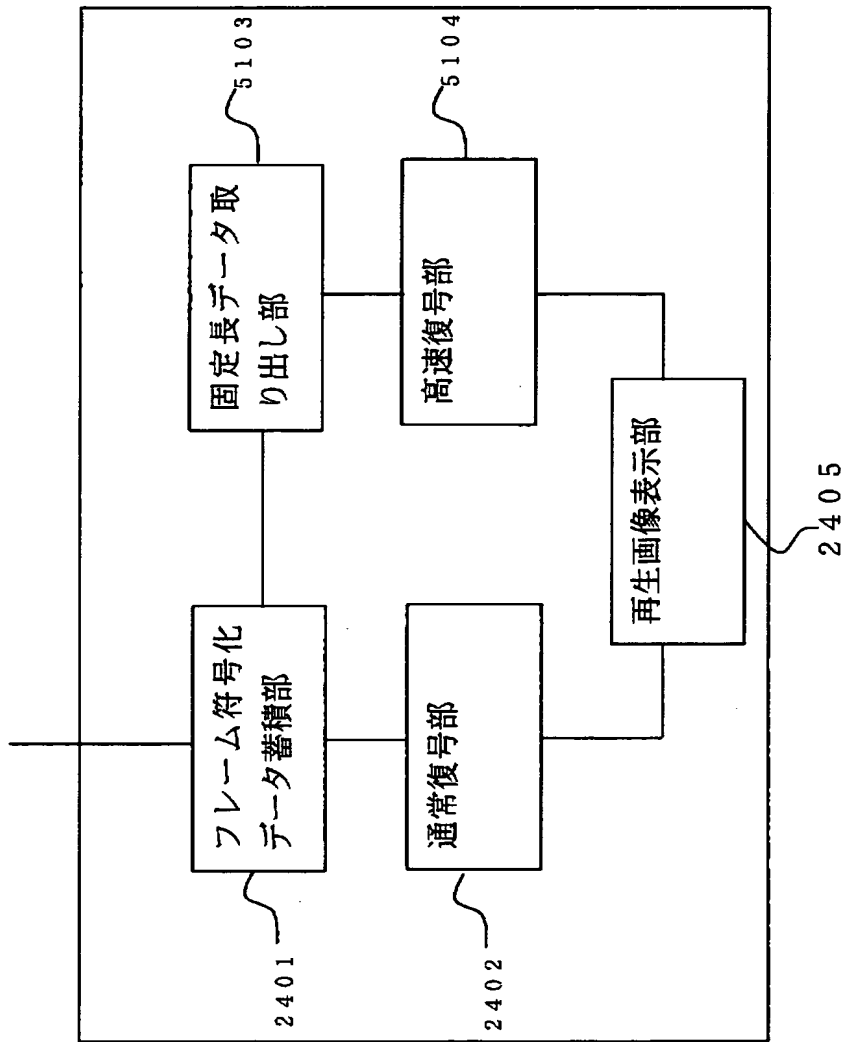 2401
フレーム符号化
データ蓄積部
5103
固定長データ取
り出し部
2402
通常復号部
5104
高速復号部
再生画像表示部
2405